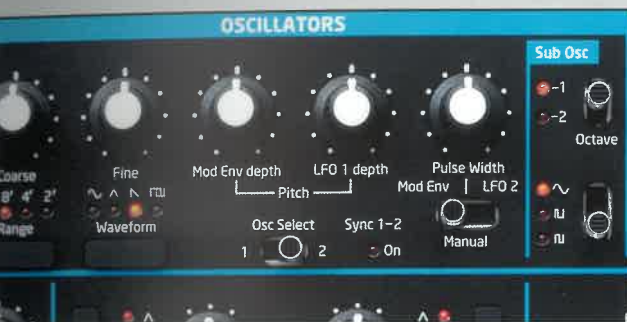 OSCILLATORS
Sub Osc
-1
-2
Octave
Coarse
Fine
Mod Env depth
LFO 1 depth
Pitch
Pulse Width
Mod Env
LFO 2
Manual
8' 4' 2'
Range
Waveform
Osc Select
1 2
Sync 1-2
On